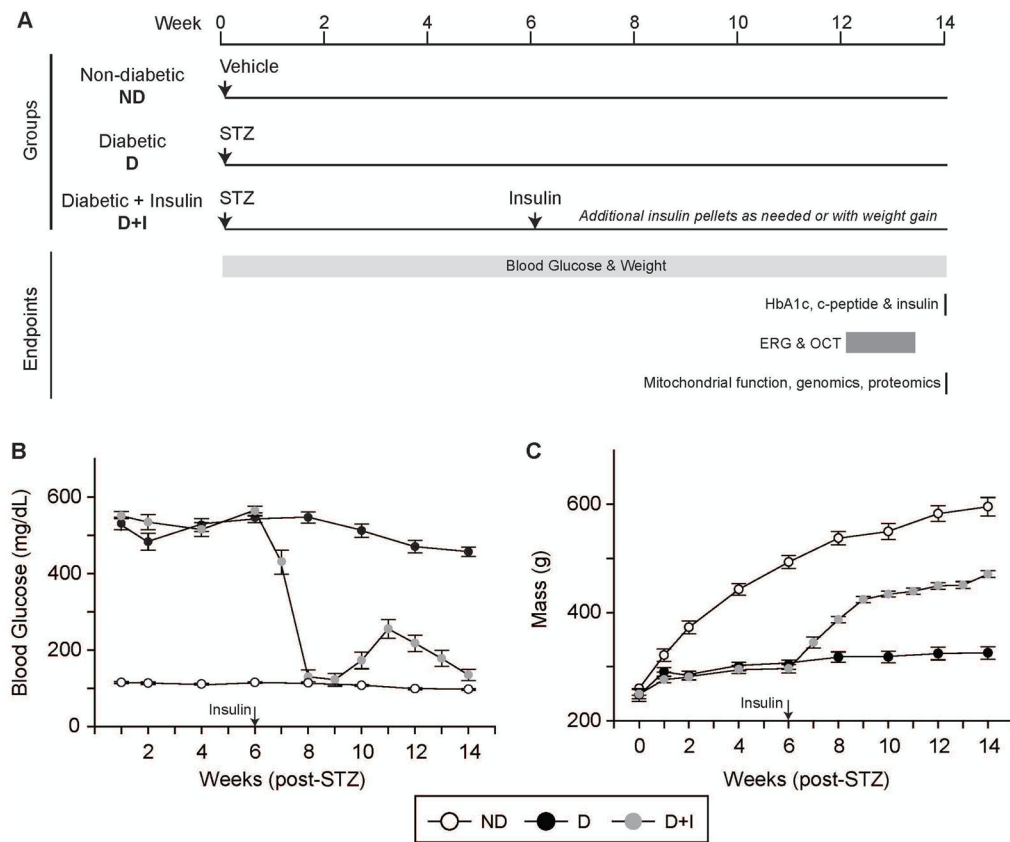 A
Week
0 2 4 6 8 10 12 14
Groups
Non-diabetic
ND
Vehicle
Diabetic
D
STZ
Diabetic + Insulin
D+I
STZ
Insulin
Additional insulin pellets as needed or with weight gain
Endpoints
Blood Glucose & Weight
HbA1c, c-peptide & insulin
ERG & OCT
Mitochondrial function, genomics, proteomics
B
Blood Glucose (mg/dL)
600
400
200
0
Insulin
2 4 6 8 10 12 14
Weeks (post-STZ)
C
Mass (g)
600
400
200
Insulin
0 2 4 6 8 10 12 14
Weeks (post-STZ)
ND D D+I